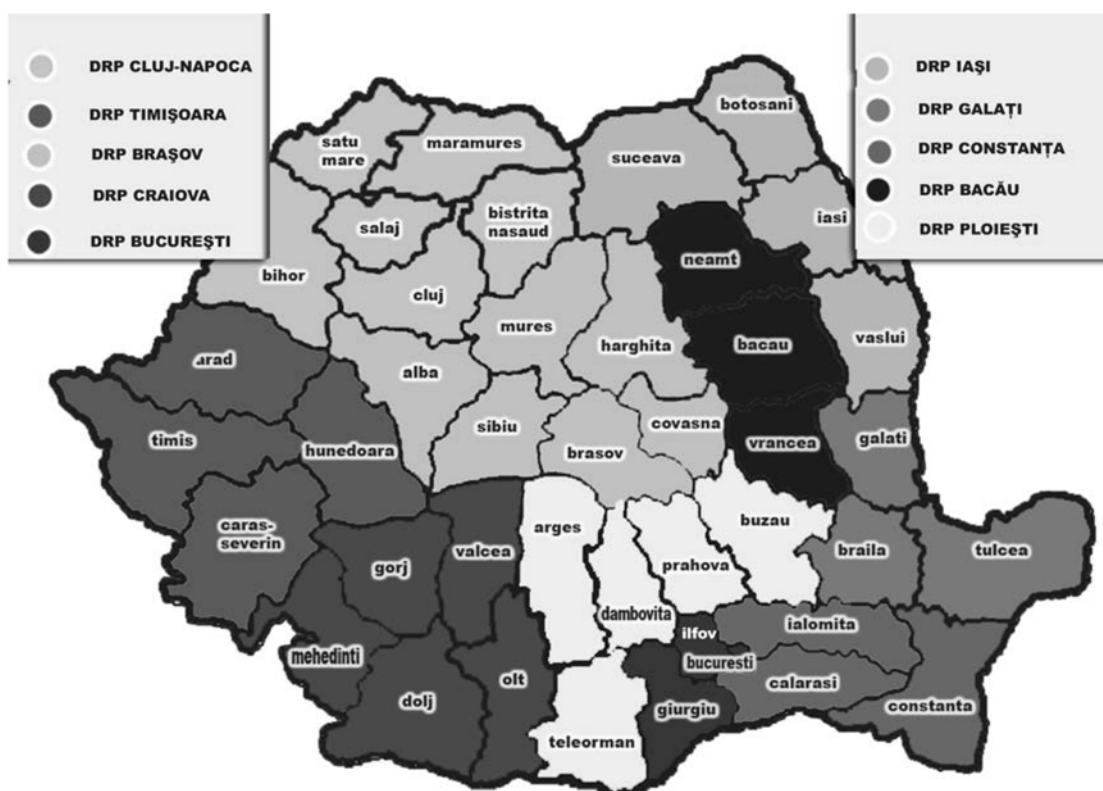 DRP CLUJ-NAPOCA
DRP TIMIŞOARA
DRP BRAŞOV
DRP CRAIOVA
DRP BUCUREŞTI
DRP IAŞI
DRP GALAȚI
DRP CONSTANȚA
DRP BACĂU
DRP PLOIEŞTI
botosani
satu
mare
maramures
suceava
bistrita
nasaud
salaj
iasi
neamt
bihor
cluj
mures
harghita
bacau
vaslui
arad
alba
timis
hunedoara
sibiu
brasov
covasna
vrancea
galati
caras-
severin
gorj
valcea
arges
buzau
prahova
braila
tulcea
dambovita
ilfov
ialomita
mehedinti
bucuresti
calarasi
olt
dolj
giurgiu
constanta
teleorman